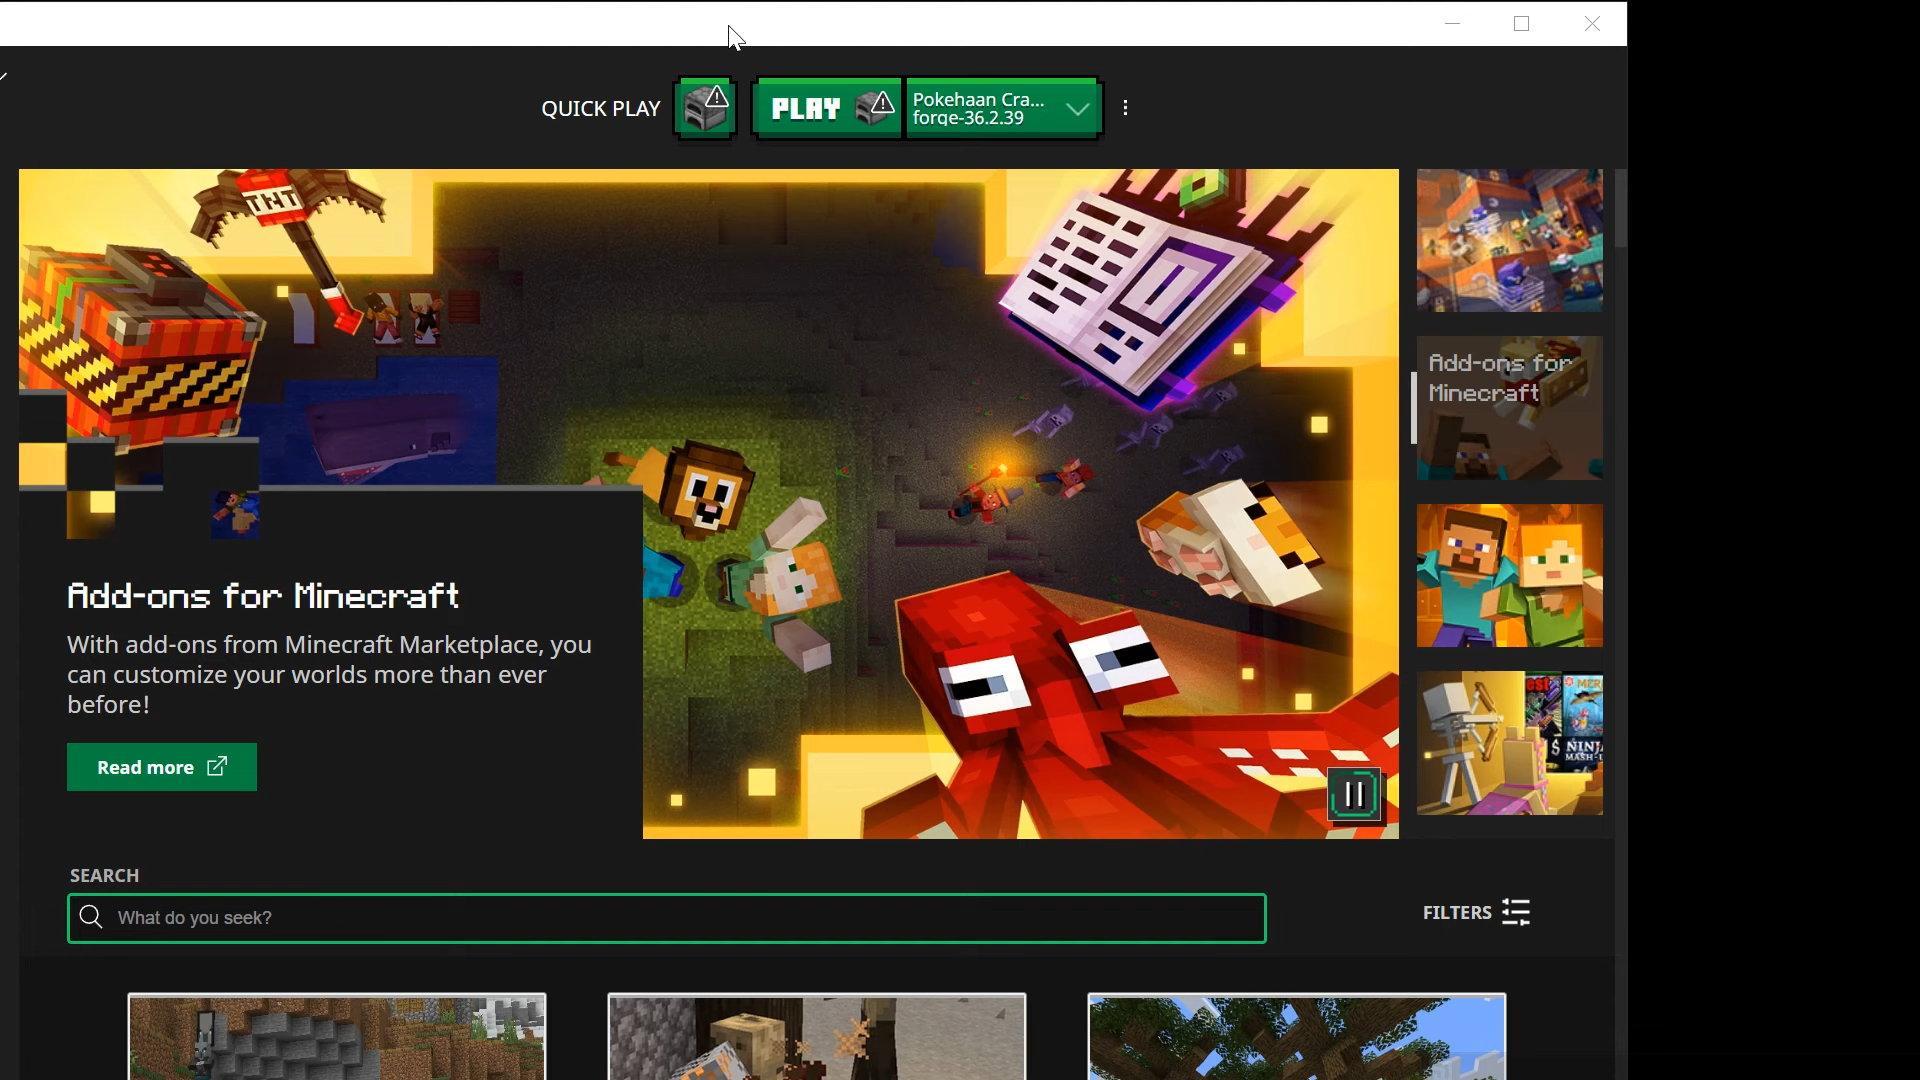 QUICK PLAY
PLAY
Pokehaan Cra...
forge-36.2.39
TNT
Add-ons for
Minecraft
Add-ons for Minecraft
With add-ons from Minecraft Marketplace, you
can customize your worlds more than ever
before!
Read more
SEARCH
What do you seek?
FILTERS
NINJ
MASH-U